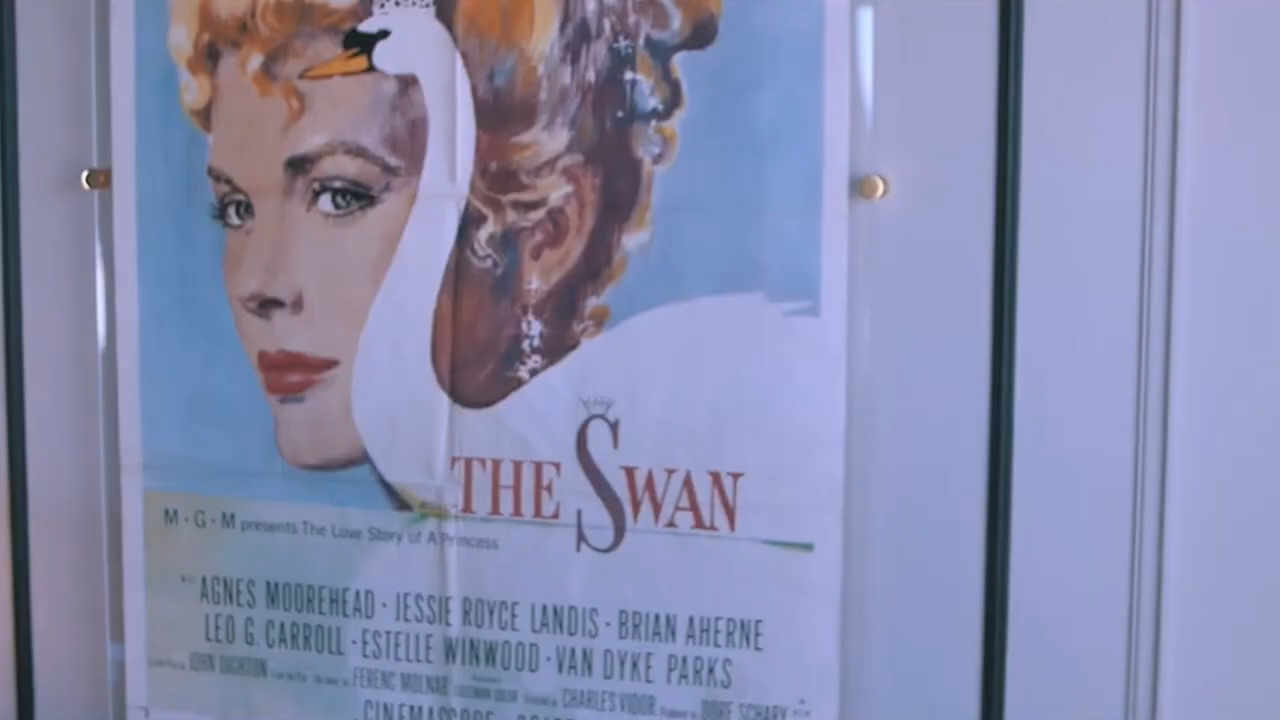 THE SWAN
M·G·M presents The Love Story of A Princess
AGNES MOOREHEAD · JESSIE ROYCE LANDIS · BRIAN AHERNE
LEO G. CARROLL · ESTELLE WINWOOD · VAN DYKE PARKS
JOHN DIGHTON FERENC MOLNAR CHARLES VIDOR DORE SCHARY